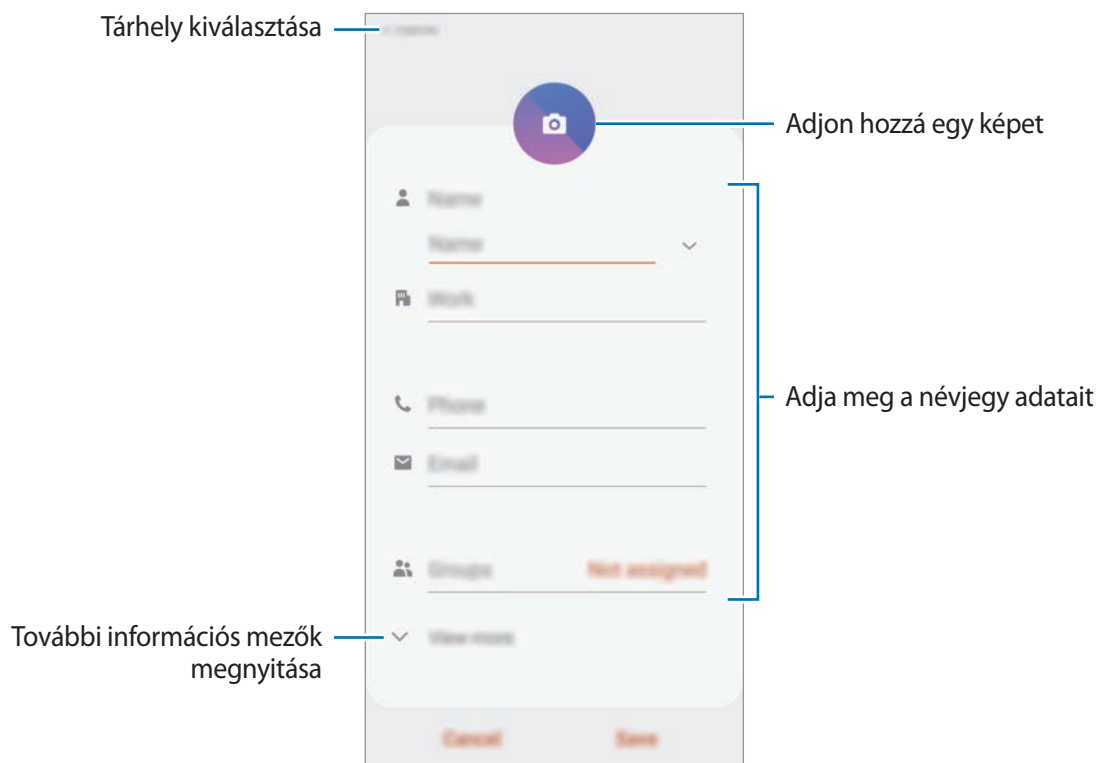 Tárhely kiválasztása
Adjon hozzá egy képet
Name
Name
Work
Phone
Adja meg a névjegy adatait
Email
Groups Not assigned
További információs mezők
megnyitása
View more
Cancel Save